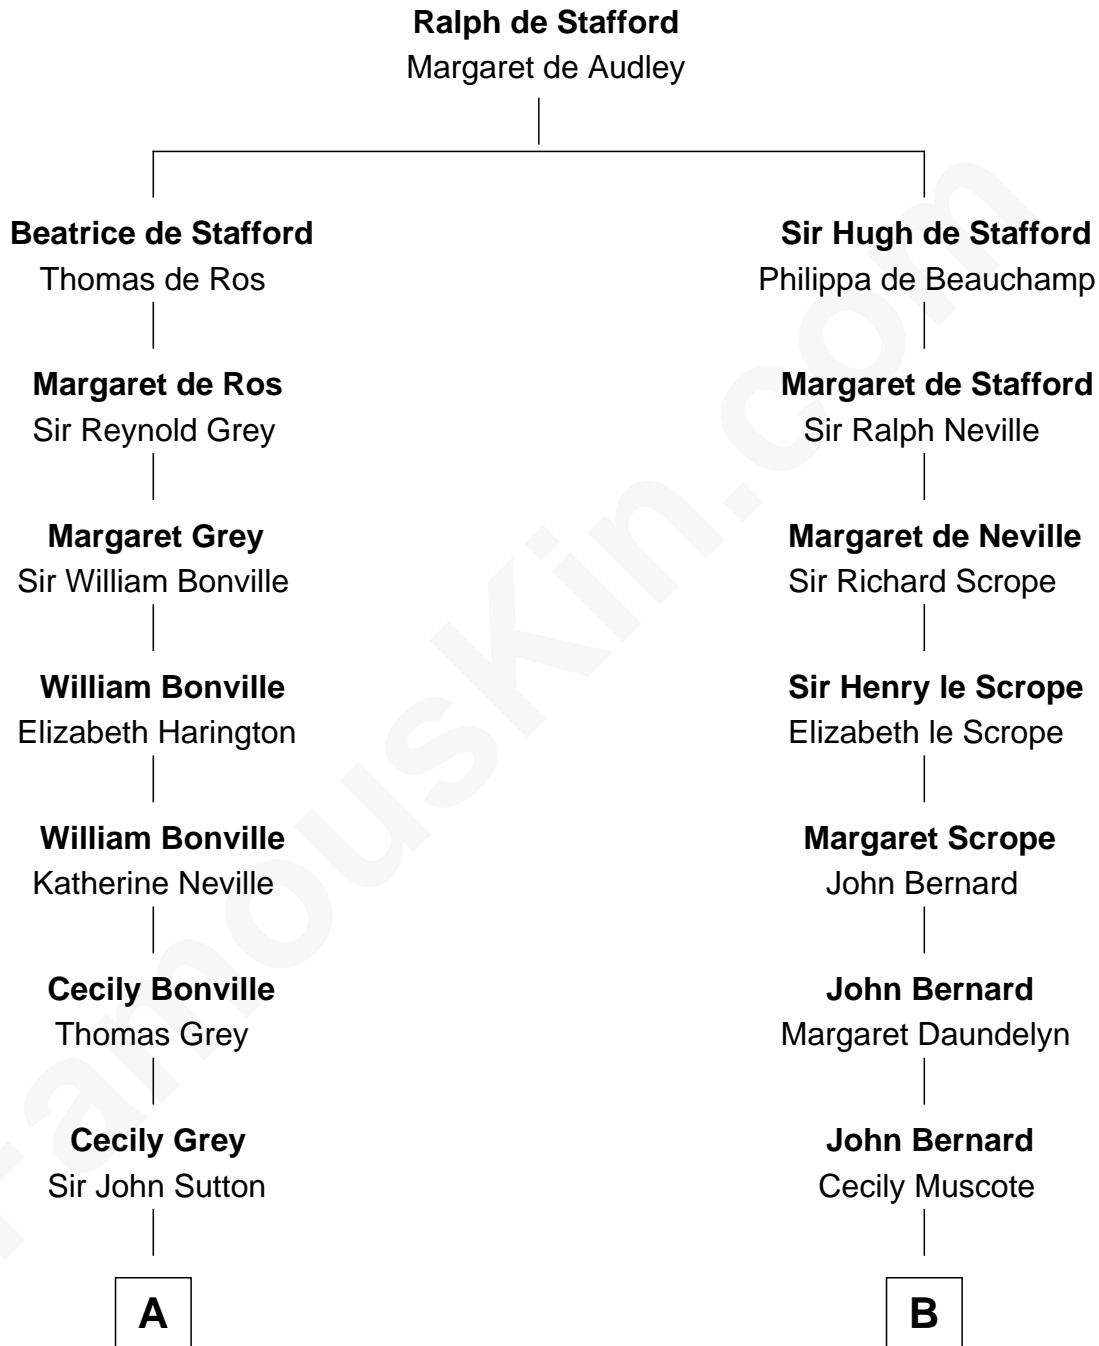 Ralph de Stafford
Margaret de Audley
Beatrice de Stafford
Thomas de Ros
Sir Hugh de Stafford
Philippa de Beauchamp
Margaret de Ros
Sir Reynold Grey
Margaret de Stafford
Sir Ralph Neville
Margaret Grey
Sir William Bonville
Margaret de Neville
Sir Richard Scrope
William Bonville
Elizabeth Harington
Sir Henry le Scrope
Elizabeth le Scrope
William Bonville
Katherine Neville
Margaret Scrope
John Bernard
Cecily Bonville
Thomas Grey
John Bernard
Margaret Daundelyn
Cecily Grey
Sir John Sutton
John Bernard
Cecily Muscote
A
B
FamousKin.com